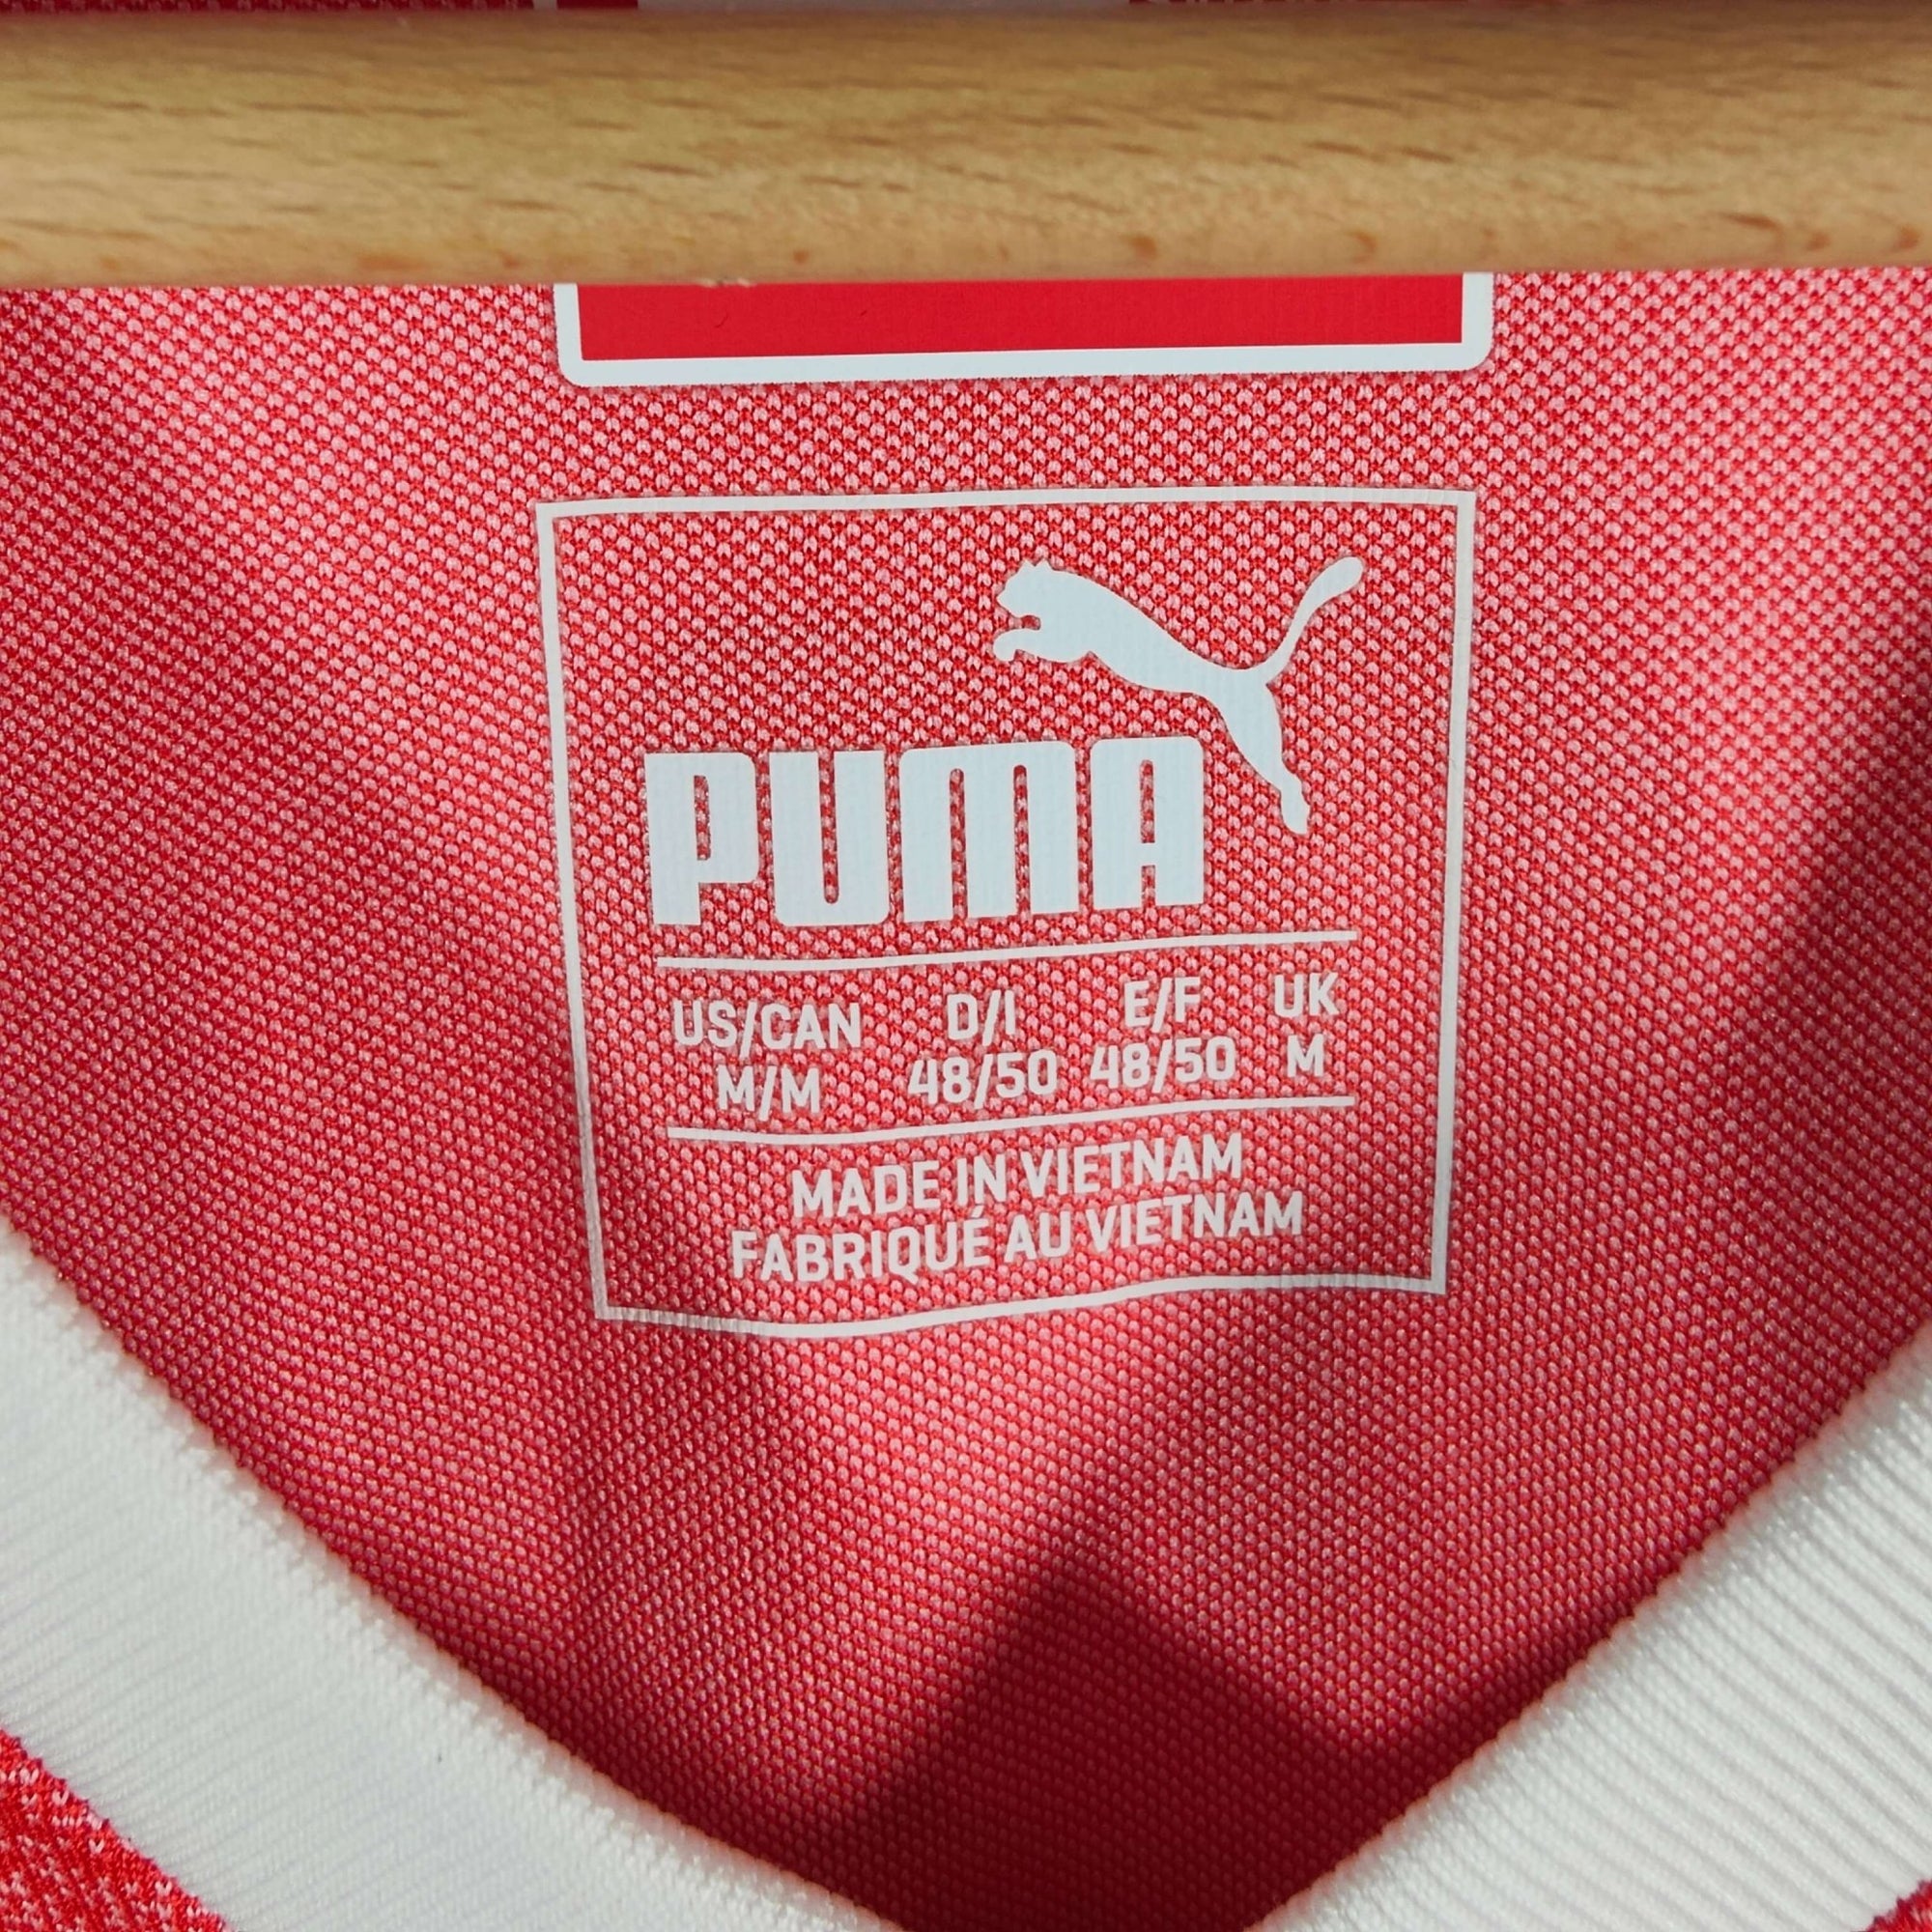 PUMA
US/CAN D/I E/F UK
M/M 48/50 48/50 M
MADE IN VIETNAM
FABRIQUÉ AU VIETNAM